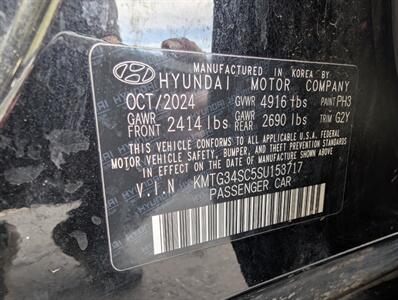 MANUFACTURED IN KOREA BY
HYUNDAI MOTOR COMPANY
OCT/2024 GVWR 4916 lbs PAINT PH3
GAWR FRONT 2414 lbs GAWR REAR 2690 lbs TRIM G2Y
THIS VEHICLE CONFORMS TO ALL APPLICABLE U.S.A. FEDERAL
MOTOR VEHICLE SAFETY, BUMPER, AND THEFT PREVENTION
STANDARDS IN EFFECT ON THE DATE OF MANUFACTURE SHOWN ABOVE.
V.I.N KMTG34SC5SU153717
PASSENGER CAR